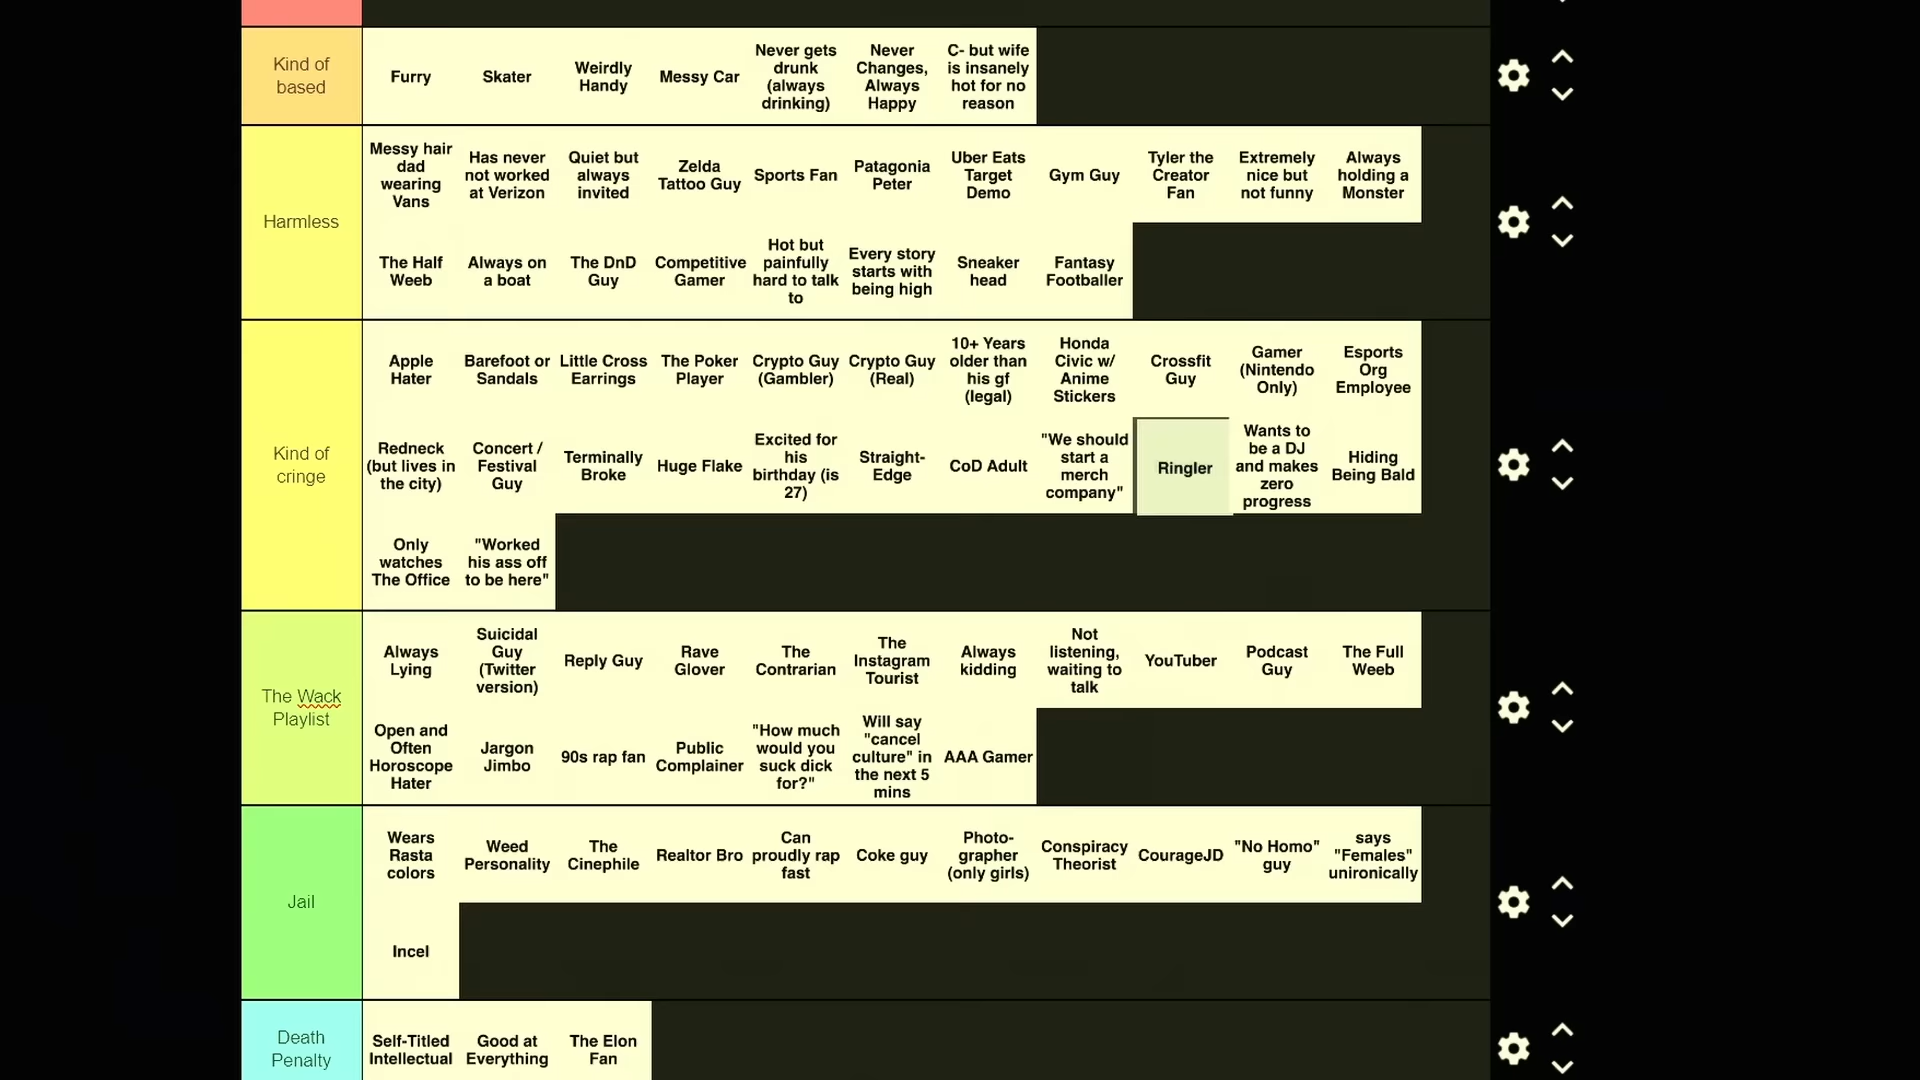 Kind of
based
Furry
Skater
Weirdly
Handy
Messy Car
Never gets
drunk
(always
drinking)
Never
Changes,
Always
Happy
C- but wife
is insanely
hot for no
reason
Harmless
Messy hair
dad
wearing
Vans
Has never
not worked
at Verizon
Quiet but
always
invited
Zelda
Tattoo Guy
Sports Fan
Patagonia
Peter
Uber Eats
Target
Demo
Gym Guy
Tyler the
Creator
Fan
Extremely
nice but
not funny
Always
holding a
Monster
The Half
Weeb
Always on
a boat
The DnD
Guy
Competitive
Gamer
Hot but
painfully
hard to talk
to
Every story
starts with
being high
Sneaker
head
Fantasy
Footballer
Kind of
cringe
Apple
Hater
Barefoot or
Sandals
Little Cross
Earrings
The Poker
Player
Crypto Guy
(Gambler)
Crypto Guy
(Real)
10+ Years
older than
his gf
(legal)
Honda
Civic w/
Anime
Stickers
Crossfit
Guy
Gamer
(Nintendo
Only)
Esports
Org
Employee
Redneck
(but lives in
the city)
Concert /
Festival
Guy
Terminally
Broke
Huge Flake
Excited for
his
birthday (is
27)
Straight-
Edge
CoD Adult
"We should
start a
merch
company"
Ringler
Wants to
be a DJ
and makes
zero
progress
Hiding
Being Bald
Only
watches
The Office
"Worked
his ass off
to be here"
The Wack
Playlist
Always
Lying
Suicidal
Guy
(Twitter
version)
Reply Guy
Rave
Glover
The
Contrarian
The
Instagram
Tourist
Always
kidding
Not
listening,
waiting to
talk
YouTuber
Podcast
Guy
The Full
Weeb
Open and
Often
Horoscope
Hater
Jargon
Jimbo
90s rap fan
Public
Complainer
"How much
would you
suck dick
for?"
Will say
"cancel
culture" in
the next 5
mins
AAA Gamer
Jail
Wears
Rasta
colors
Weed
Personality
The
Cinephile
Realtor Bro
Can
proudly rap
fast
Coke guy
Photo-
grapher
(only girls)
Conspiracy
Theorist
CourageJD
"No Homo"
guy
says
"Females"
unironically
Incel
Death
Penalty
Self-Titled
Intellectual
Good at
Everything
The Elon
Fan